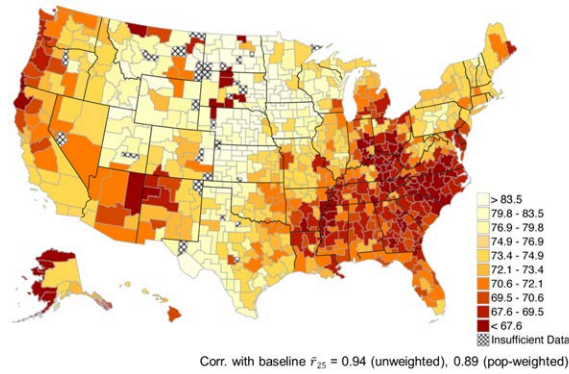 > 83.5
79.8 - 83.5
76.9 - 79.8
74.9 - 76.9
73.4 - 74.9
72.1 - 73.4
70.6 - 72.1
69.5 - 70.6
67.6 - 69.5
< 67.6
Insufficient Data
Corr. with baseline r̄₂₅ = 0.94 (unweighted), 0.89 (pop-weighted)